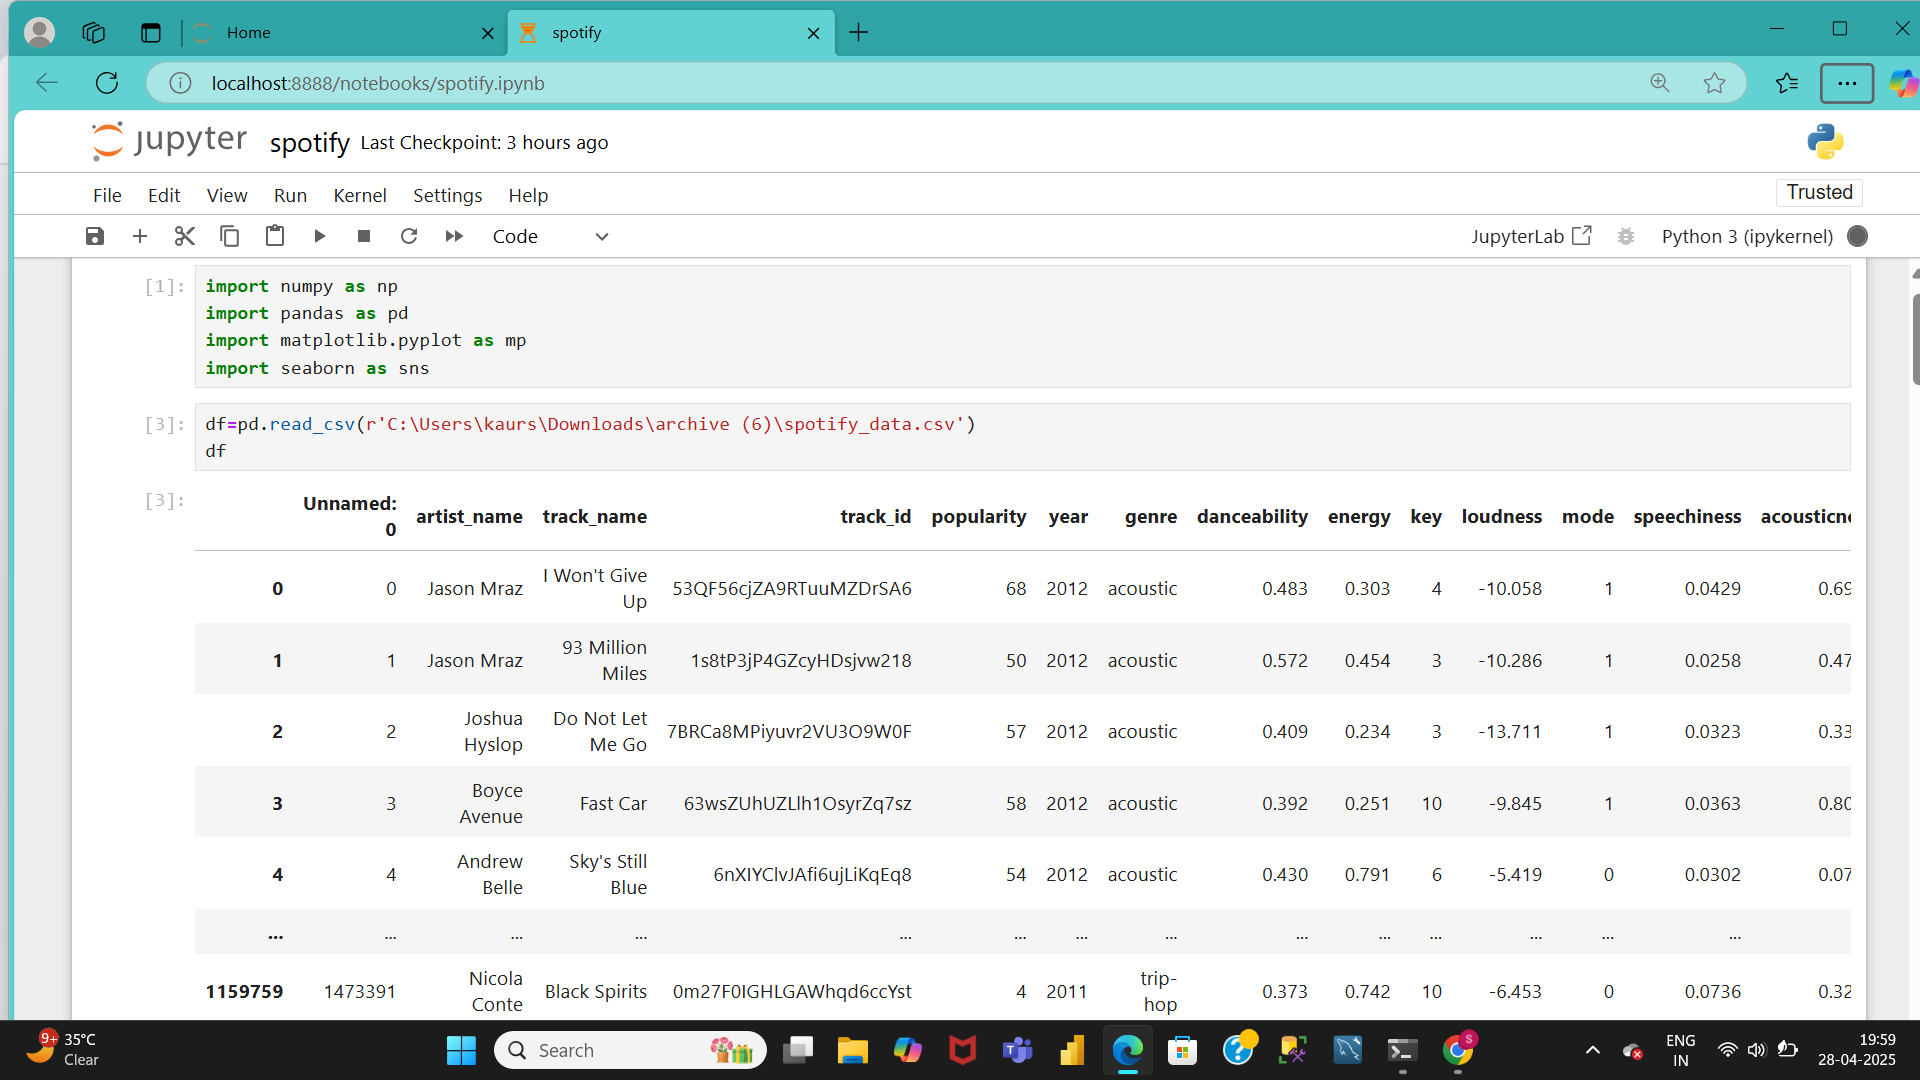 Home
spotify
localhost:8888/notebooks/spotify.ipynb
jupyter spotify Last Checkpoint: 3 hours ago
File Edit View Run Kernel Settings Help
Trusted
Code
JupyterLab
Python 3 (ipykernel)
[1]:
import numpy as np
import pandas as pd
import matplotlib.pyplot as mp
import seaborn as sns
[3]:
df=pd.read_csv(r'C:\Users\kaurs\Downloads\archive (6)\spotify_data.csv')
df
[3]:
Unnamed: 0 artist_name track_name track_id popularity year genre danceability energy key loudness mode speechiness acousticne
0 0 Jason Mraz I Won't Give Up 53QF56cjZA9RTuuMZDrSA6 68 2012 acoustic 0.483 0.303 4 -10.058 1 0.0429 0.69
1 1 Jason Mraz 93 Million Miles 1s8tP3jP4GZcyHDsjvw218 50 2012 acoustic 0.572 0.454 3 -10.286 1 0.0258 0.47
2 2 Joshua Hyslop Do Not Let Me Go 7BRCa8MPiyuvr2VU3O9W0F 57 2012 acoustic 0.409 0.234 3 -13.711 1 0.0323 0.33
3 3 Boyce Avenue Fast Car 63wsZUhUZLlh1OsyrZq7sz 58 2012 acoustic 0.392 0.251 10 -9.845 1 0.0363 0.80
4 4 Andrew Belle Sky's Still Blue 6nXIYClvJAfi6ujLiKqEq8 54 2012 acoustic 0.430 0.791 6 -5.419 0 0.0302 0.07
... ... ... ... ... ... ... ... ... ... ... ... ... ...
1159759 1473391 Nicola Conte Black Spirits 0m27F0IGHLGAWhqd6ccYst 4 2011 trip-hop 0.373 0.742 10 -6.453 0 0.0736 0.32
9+
35°C
Clear
Search
S
ENG
IN
19:59
28-04-2025